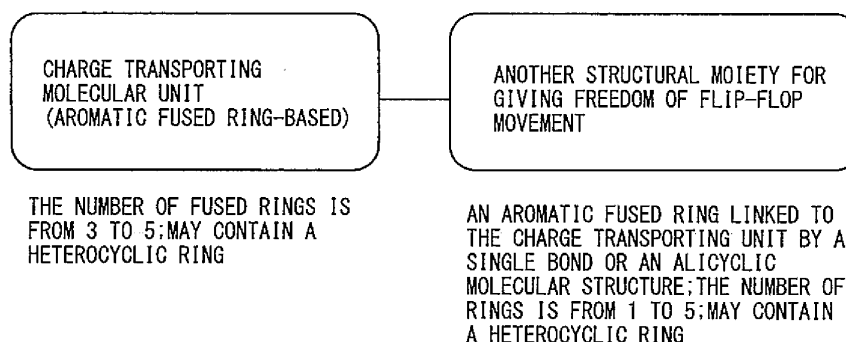 CHARGE TRANSPORTING
MOLECULAR UNIT
(AROMATIC FUSED RING-BASED)
ANOTHER STRUCTURAL MOIETY FOR
GIVING FREEDOM OF FLIP-FLOP
MOVEMENT
THE NUMBER OF FUSED RINGS IS
FROM 3 TO 5;MAY CONTAIN A
HETEROCYCLIC RING
AN AROMATIC FUSED RING LINKED TO
THE CHARGE TRANSPORTING UNIT BY A
SINGLE BOND OR AN ALICYCLIC
MOLECULAR STRUCTURE;THE NUMBER OF
RINGS IS FROM 1 TO 5;MAY CONTAIN
A HETEROCYCLIC RING